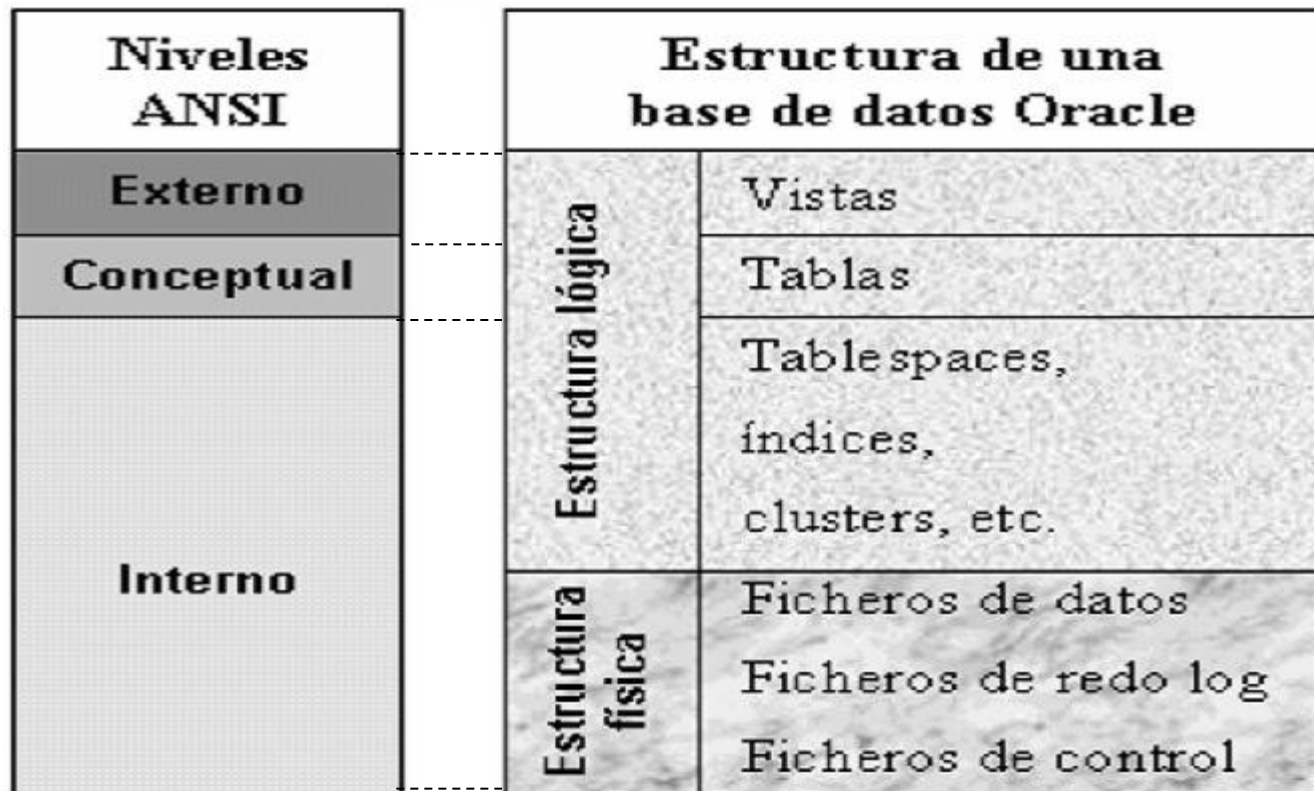 Niveles
ANSI
Externo
Conceptual
Interno
Estructura de una
base de datos Oracle
Estructura lógica
Vistas
Tablas
Tablespaces,
índices,
clusters, etc.
Estructura
física
Ficheros de datos
Ficheros de redo log
Ficheros de control